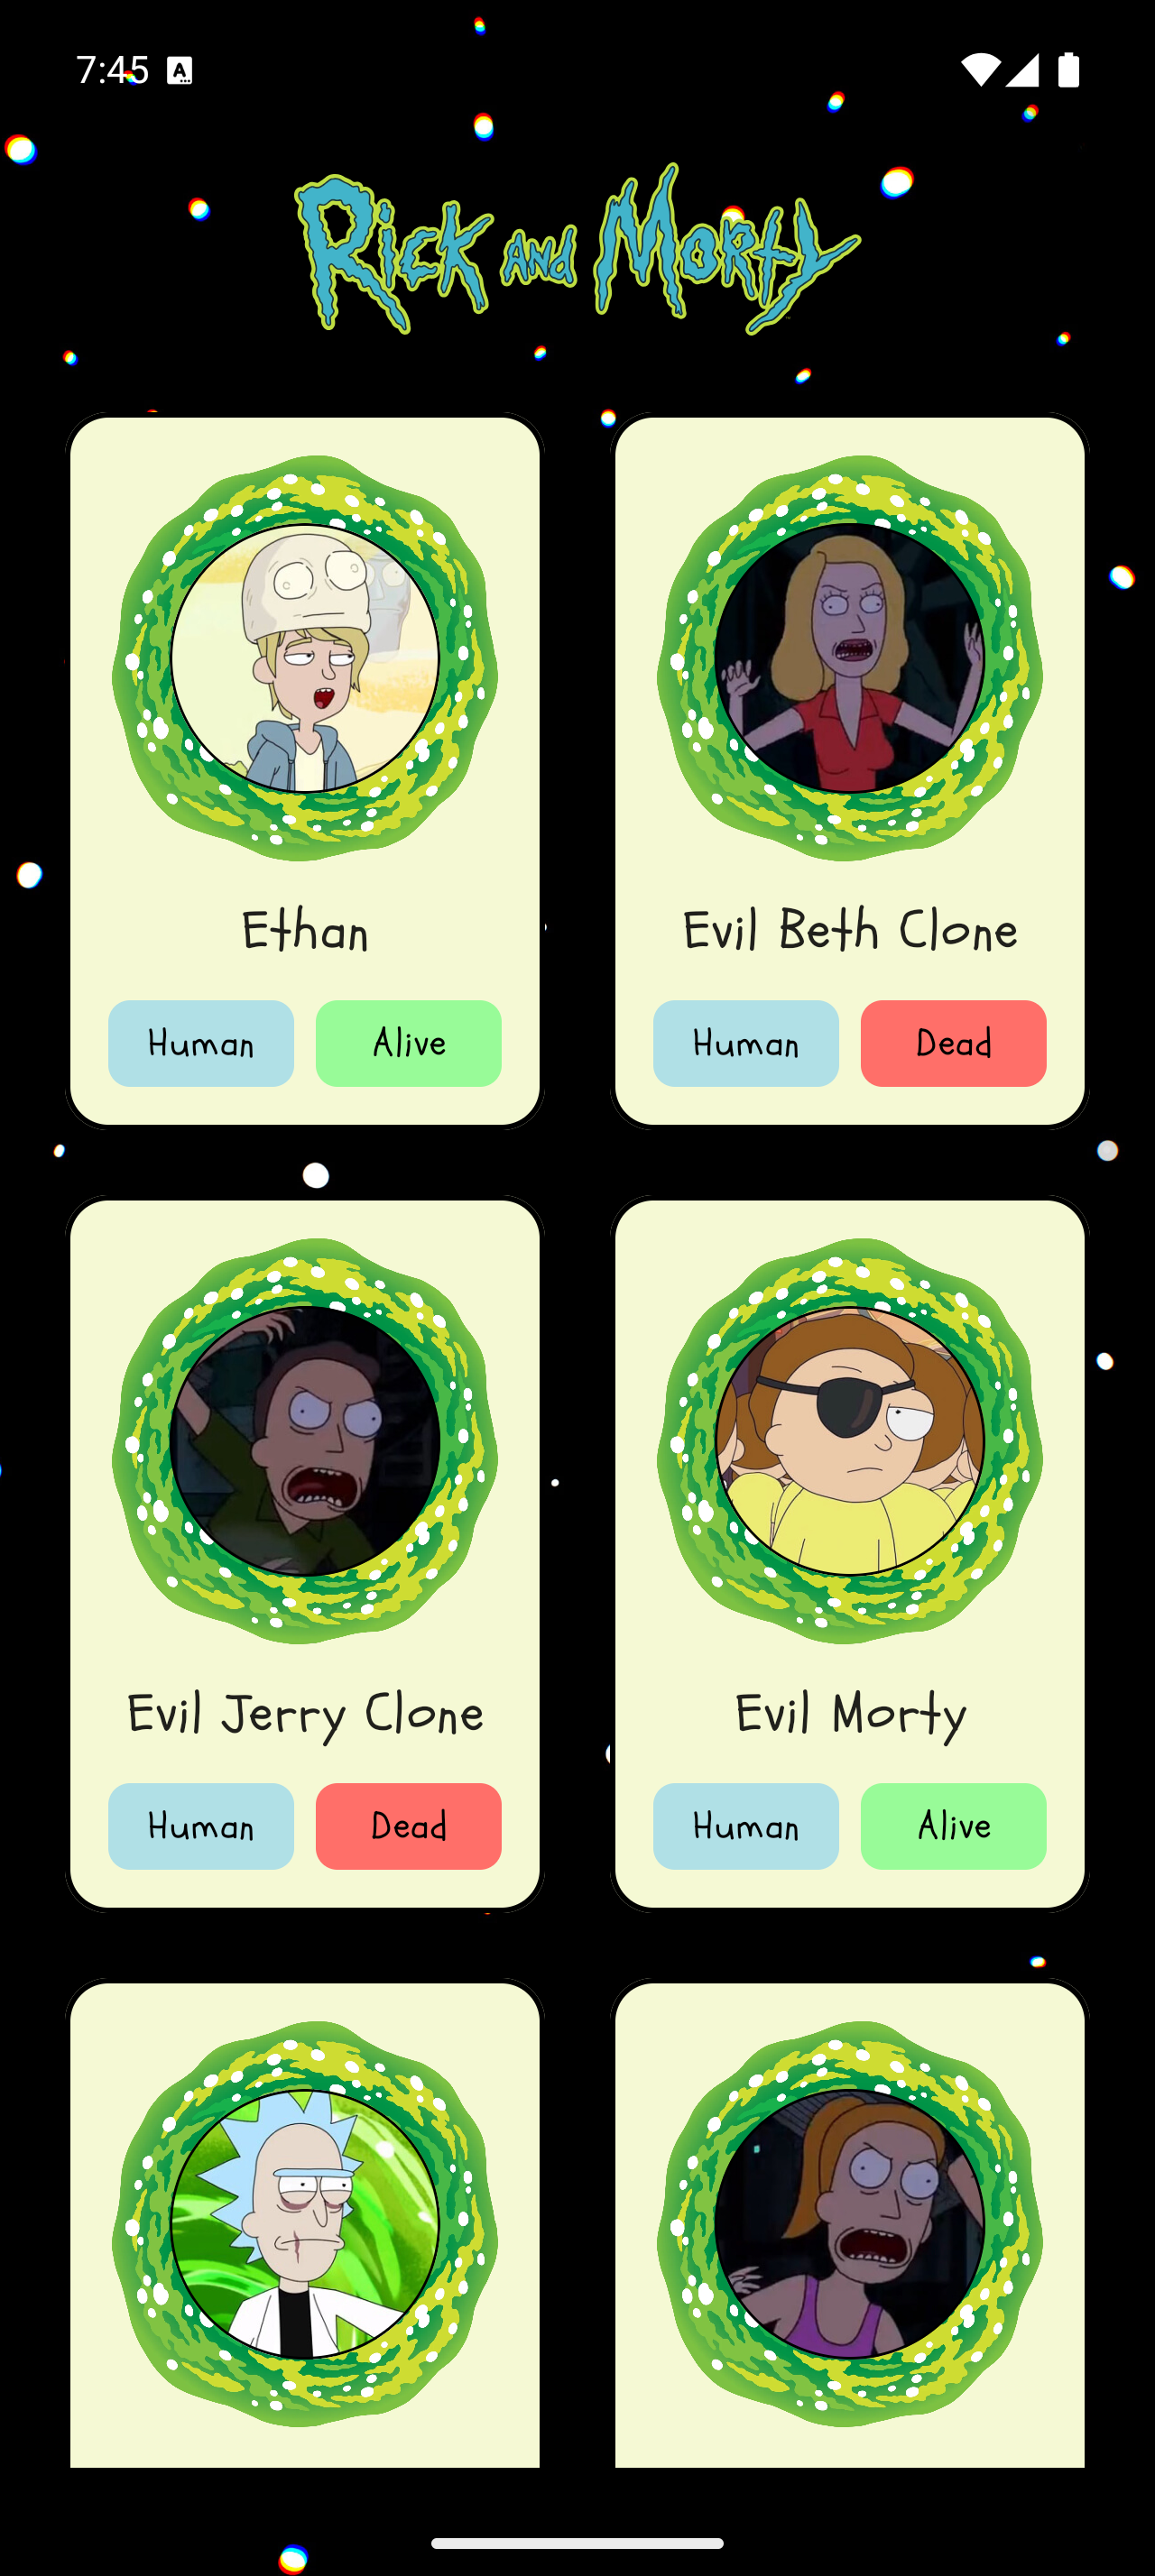 7:45 A
Rick and Morty
Ethan
Evil Beth Clone
Human
Alive
Human
Dead
Evil Jerry Clone
Evil Morty
Human
Dead
Human
Alive